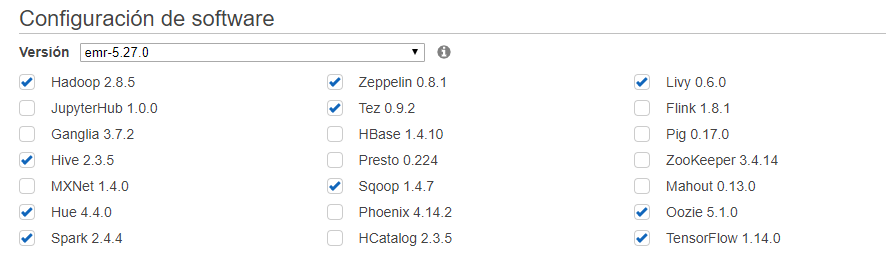 Configuración de software
Versión emr-5.27.0
Hadoop 2.8.5 Zeppelin 0.8.1 Livy 0.6.0
JupyterHub 1.0.0 Tez 0.9.2 Flink 1.8.1
Ganglia 3.7.2 HBase 1.4.10 Pig 0.17.0
Hive 2.3.5 Presto 0.224 ZooKeeper 3.4.14
MXNet 1.4.0 Sqoop 1.4.7 Mahout 0.13.0
Hue 4.4.0 Phoenix 4.14.2 Oozie 5.1.0
Spark 2.4.4 HCatalog 2.3.5 TensorFlow 1.14.0